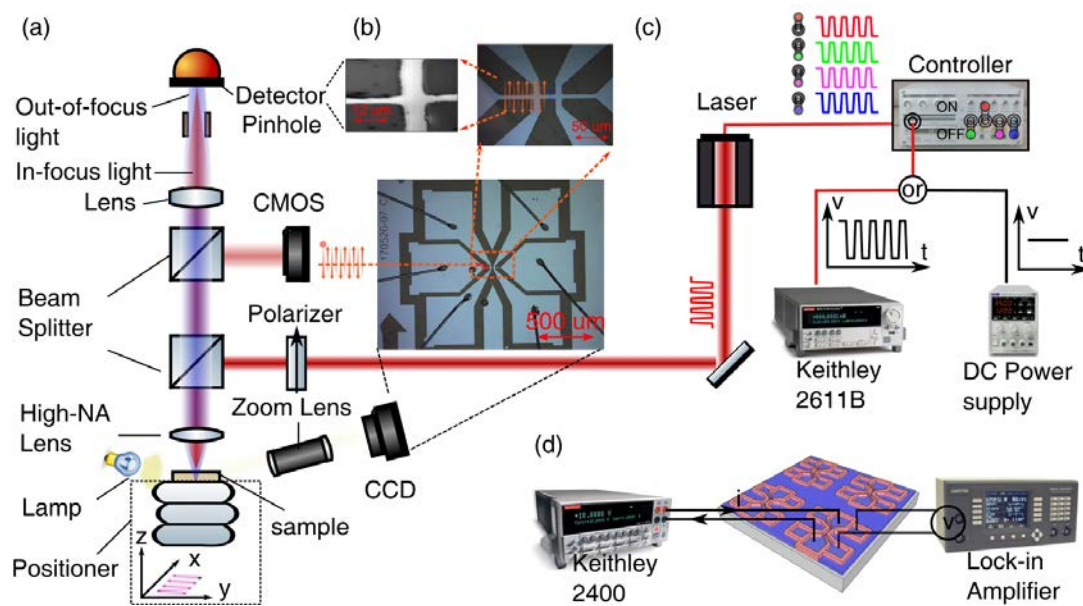 (a)
Out-of-focus
light
In-focus light
Lens
Detector
Pinhole
CMOS
Beam
Splitter
Polarizer
Zoom Lens
High-NA
Lens
Lamp
CCD
sample
Positioner
z
x
y
(b)
50 um
500 um
(c)
Laser
Controller
ON
OFF
or
v
t
v
t
Keithley
2611B
DC Power
supply
(d)
i
v
Keithley
2400
Lock-in
Amplifier